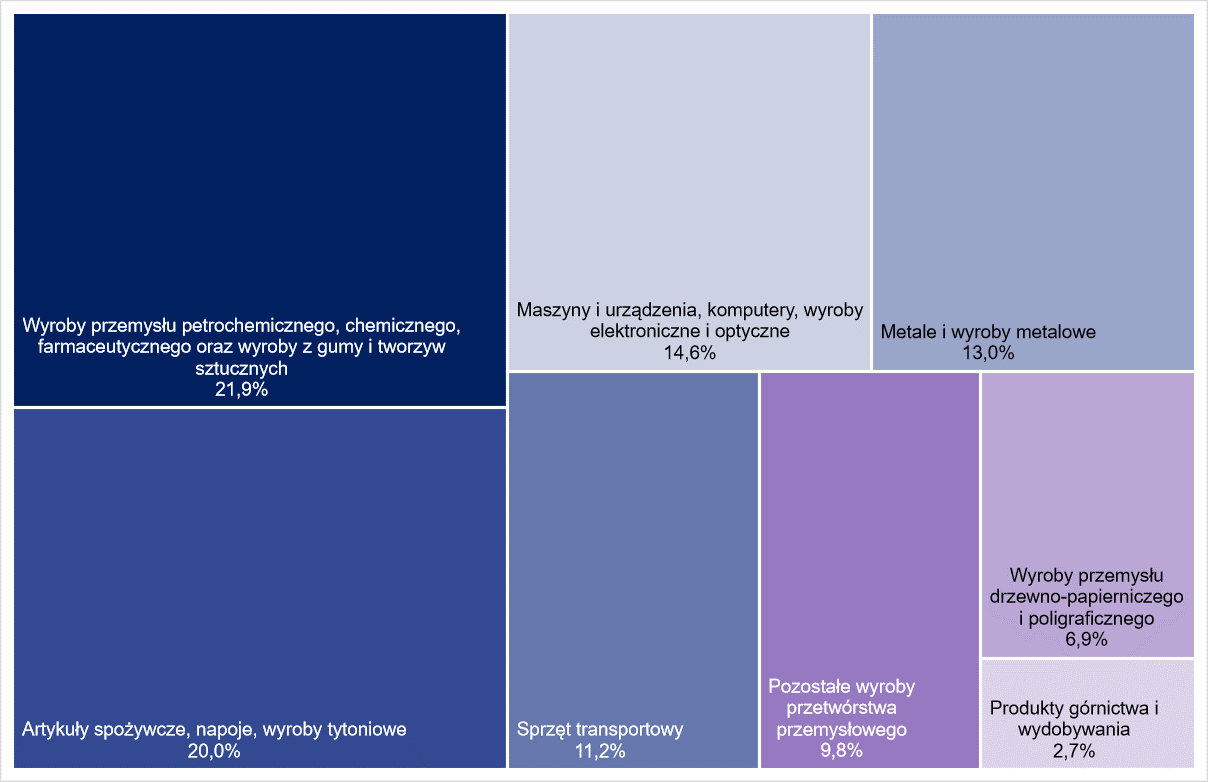 Wyroby przemysłu petrochemicznego, chemicznego,
farmaceutycznego oraz wyroby z gumy i tworzyw
sztucznych
21,9%
Maszyny i urządzenia, komputery, wyroby
elektroniczne i optyczne
14,6%
Metale i wyroby metalowe
13,0%
Artykuły spożywcze, napoje, wyroby tytoniowe
20,0%
Sprzęt transportowy
11,2%
Pozostałe wyroby
przetwórstwa
przemysłowego
9,8%
Wyroby przemysłu
drzewno-papierniczego
i poligraficznego
6,9%
Produkty górnictwa i
wydobywania
2,7%